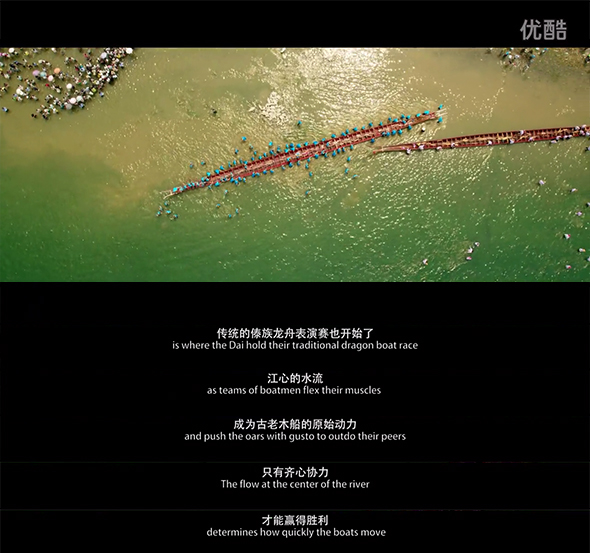 优酷
传统的傣族龙舟表演赛也开始了
is where the Dai hold their traditional dragon boat race
江心的水流
as teams of boatmen flex their muscles
成为古老木船的原始动力
and push the oars with gusto to outdo their peers
只有齐心协力
The flow at the center of the river
才能赢得胜利
determines how quickly the boats move